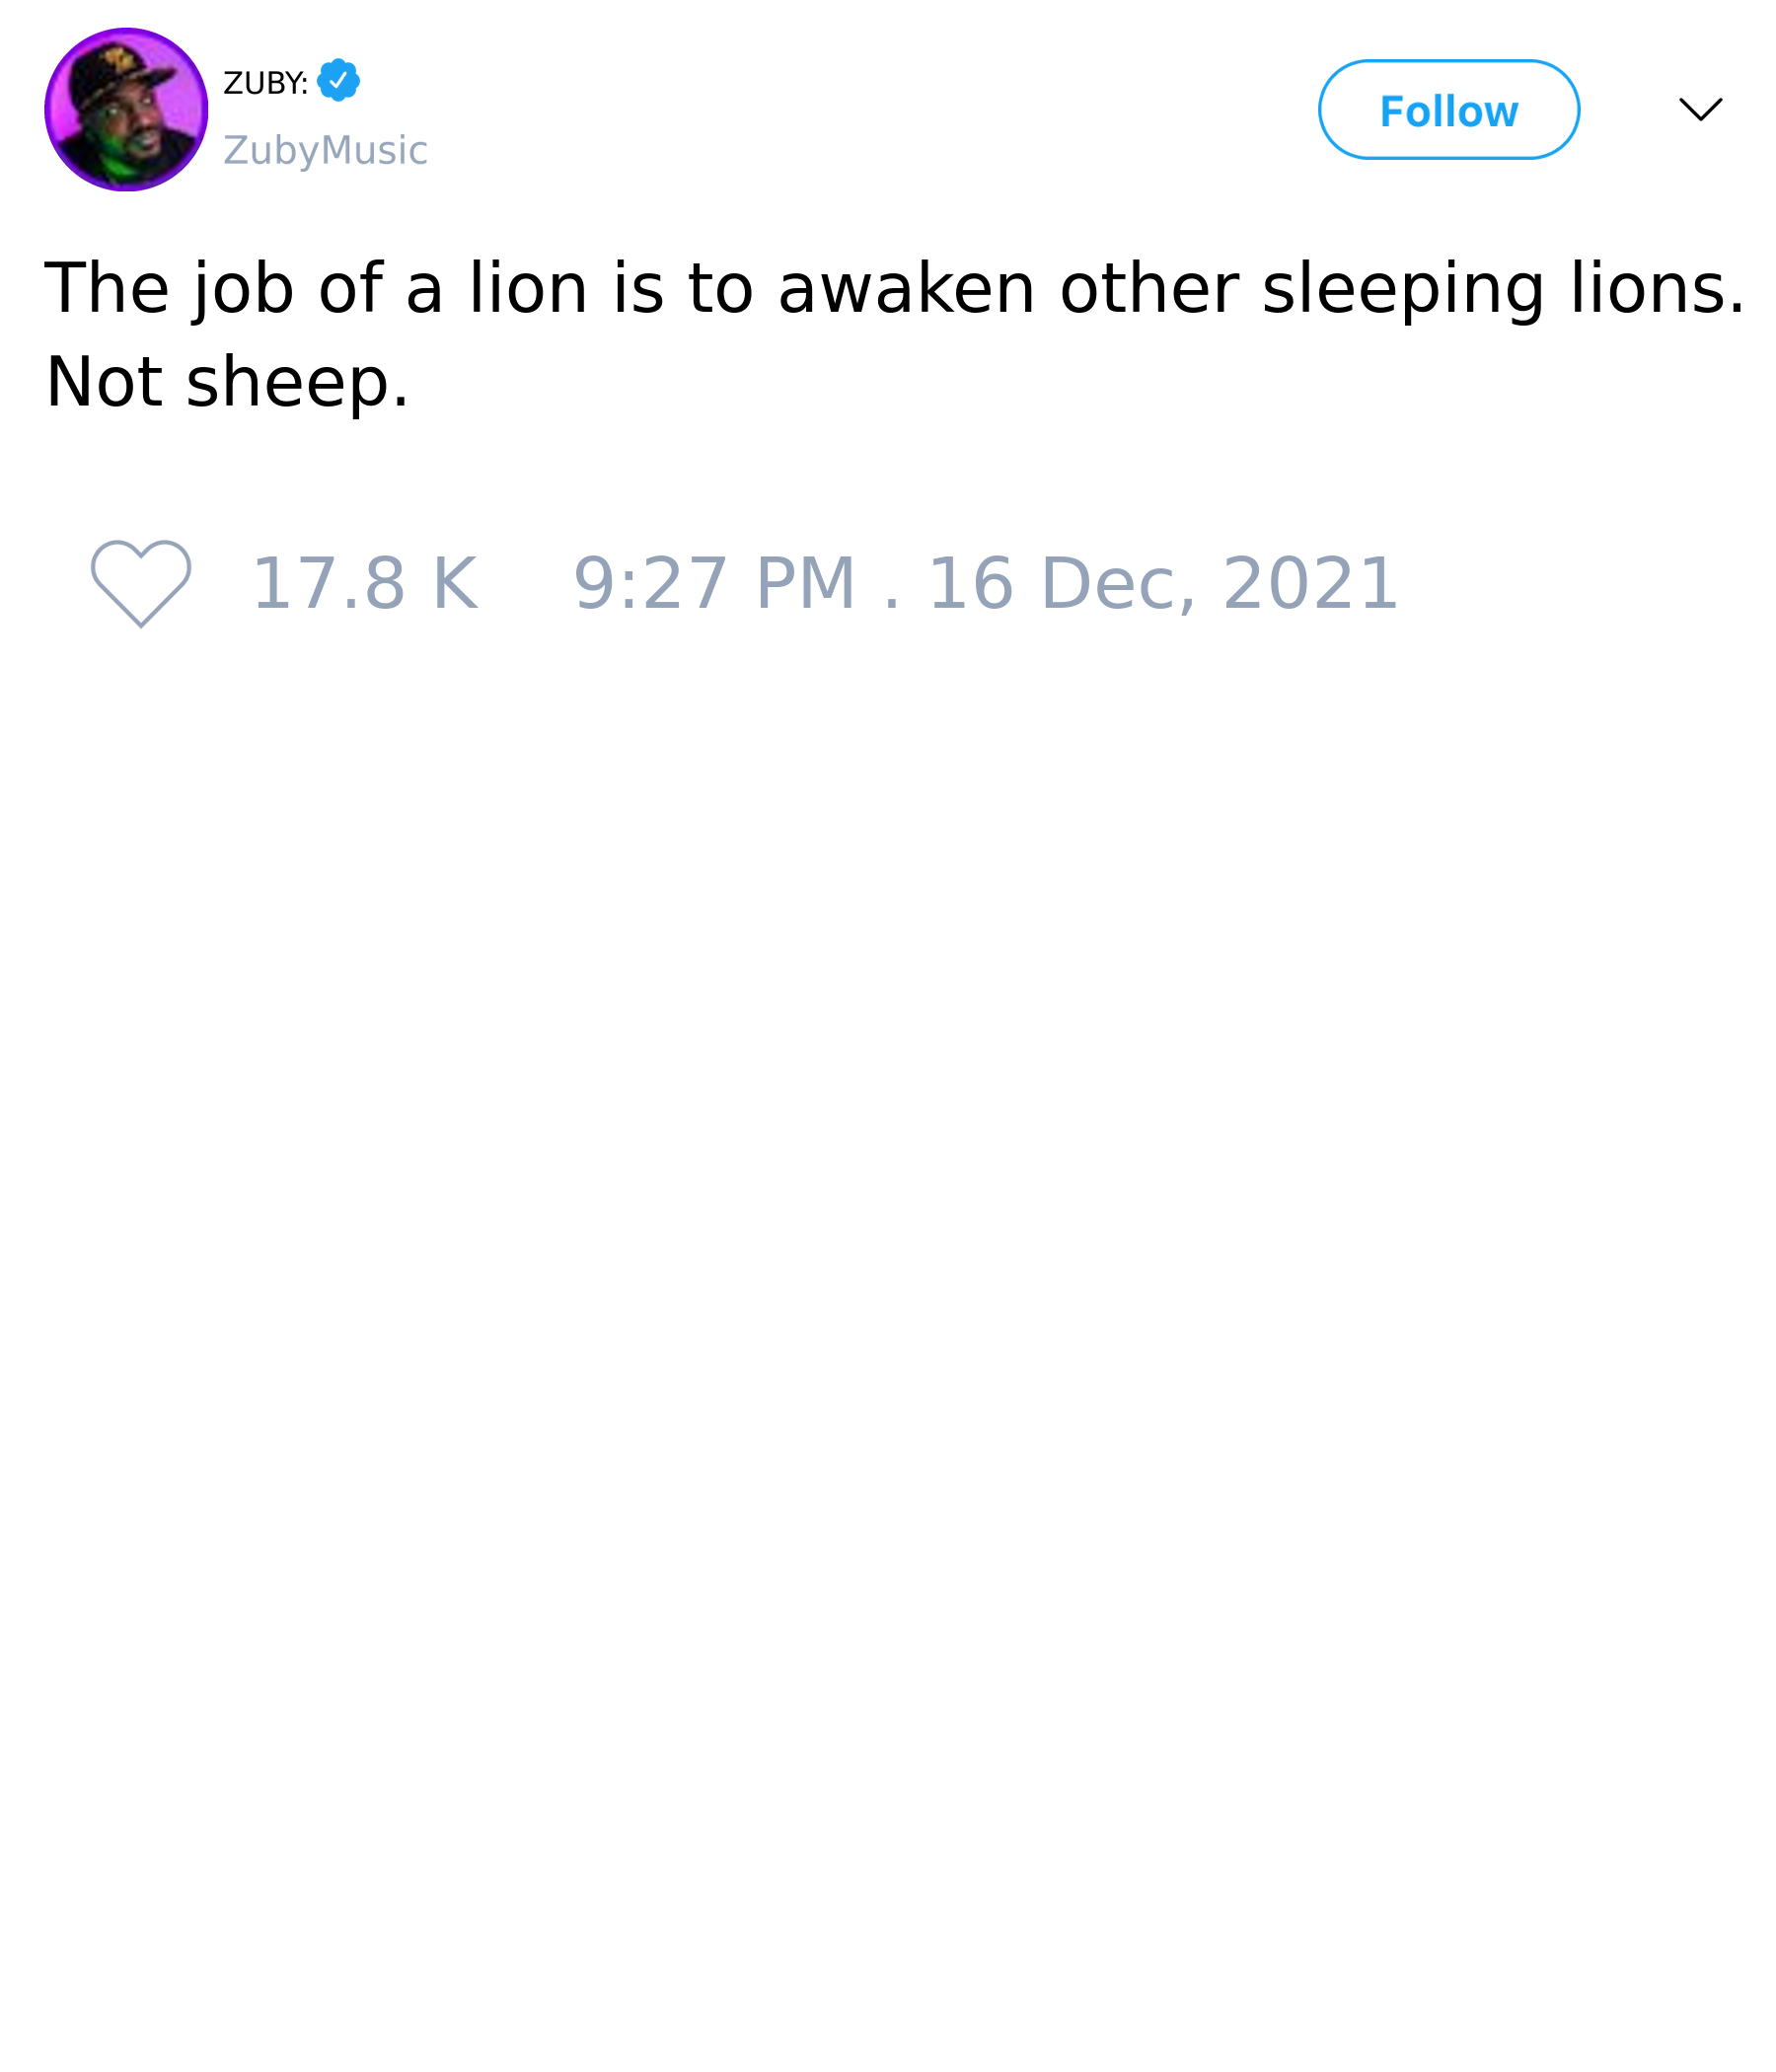 ZUBY:
ZubyMusic
Follow
The job of a lion is to awaken other sleeping lions.
Not sheep.
17.8 K 9:27 PM . 16 Dec, 2021